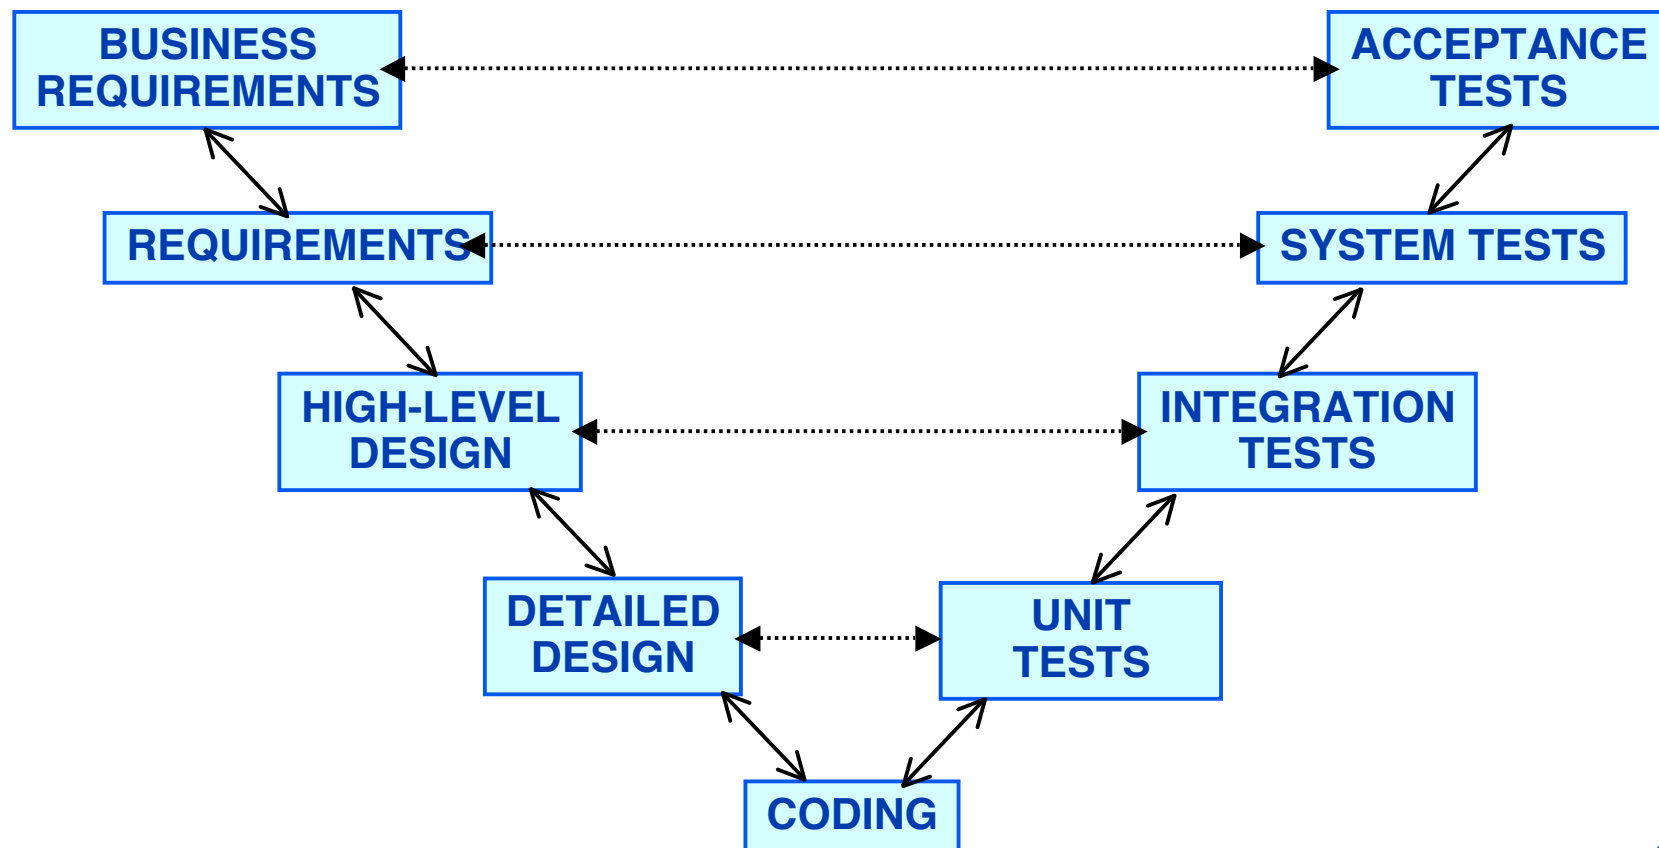 BUSINESS
REQUIREMENTS
ACCEPTANCE
TESTS
REQUIREMENTS
SYSTEM TESTS
HIGH-LEVEL
DESIGN
INTEGRATION
TESTS
DETAILED
DESIGN
UNIT
TESTS
CODING